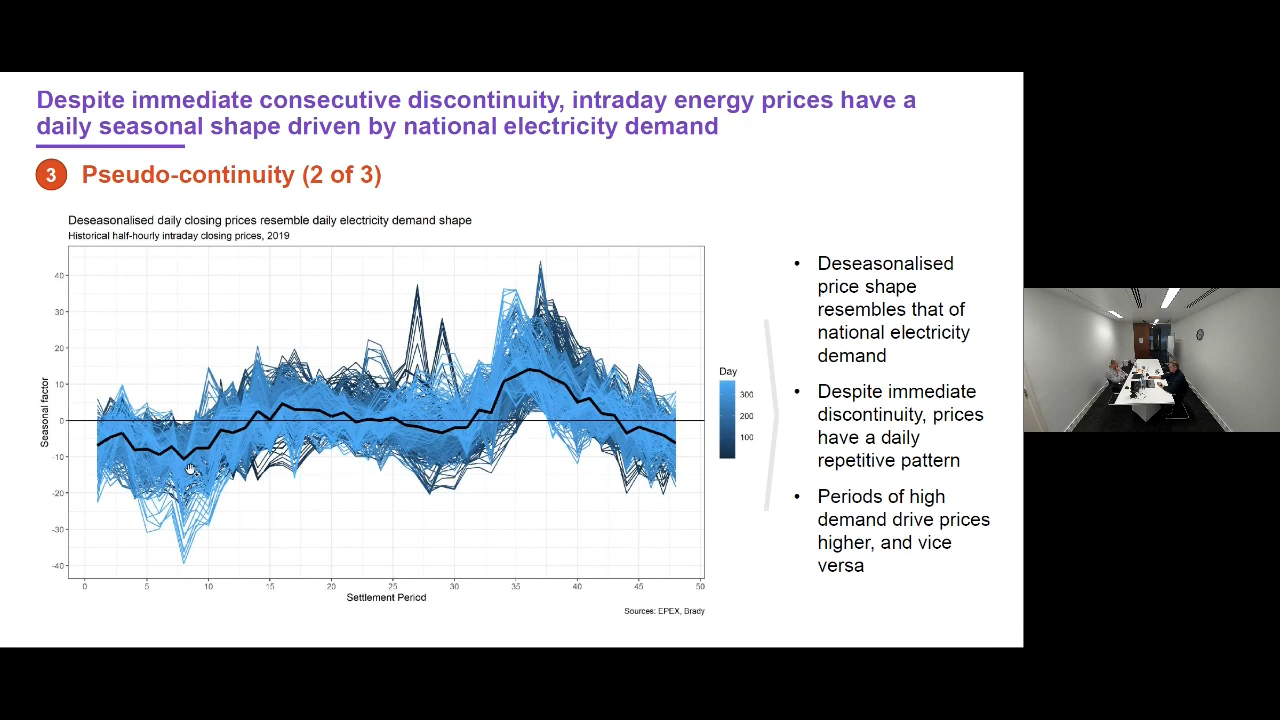 Despite immediate consecutive discontinuity, intraday energy prices have a
daily seasonal shape driven by national electricity demand
3 Pseudo-continuity (2 of 3)
Deseasonalised daily closing prices resemble daily electricity demand shape
Historical half-hourly intraday closing prices, 2019
40
30
20
10
0
-10
-20
-30
-40
Seasonal factor
0 5 10 15 20 25 30 35 40 45 50
Settlement Period
Sources: EPEX, Brady
Day
300
200
100
• Deseasonalised
price shape
resembles that of
national electricity
demand
• Despite immediate
discontinuity, prices
have a daily
repetitive pattern
• Periods of high
demand drive prices
higher, and vice
versa